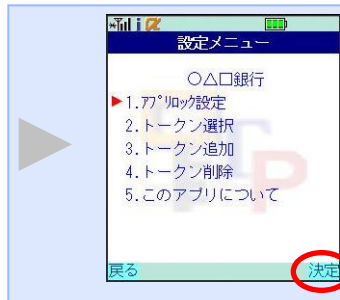 設定メニュー
○△□銀行
1.ｱﾌﾟﾘﾛｯｸ設定
2.トークン選択
3.トークン追加
4.トークン削除
5.このアプリについて
戻る 決定